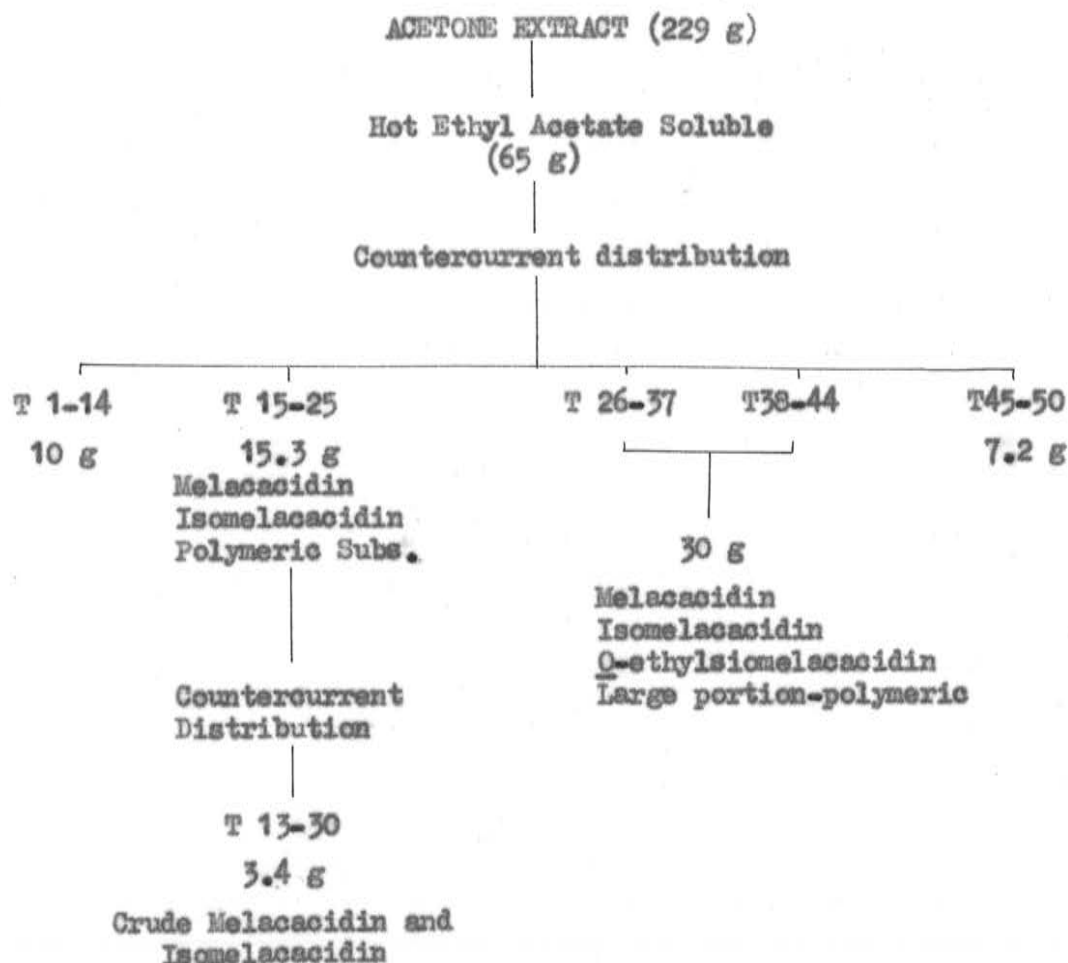 ACETONE EXTRACT (229 g)
Hot Ethyl Acetate Soluble
(65 g)
Countercurrent distribution
T 1-14 T 15-25 T 26-37 T38-44 T45-50
10 g 15.3 g 7.2 g
Melacacidin
Isomelacacidin
Polymeric Subs.
30 g
Melacacidin
Isomelacacidin
O-ethylsiomelacacidin
Large portion-polymeric
Countercurrent
Distribution
T 13-30
3.4 g
Crude Melacacidin and
Isomelacacidin